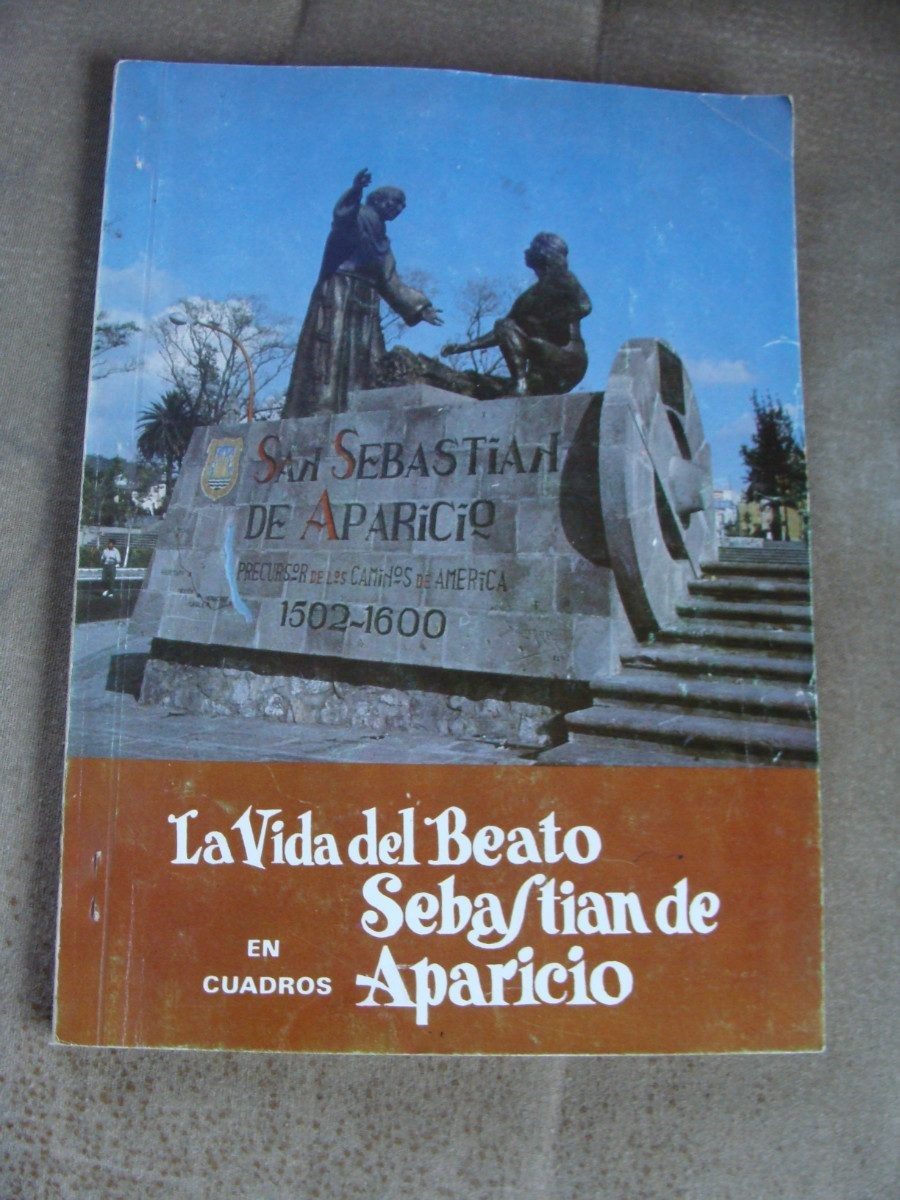 SAN SEBASTiAN
DE APARiCiO
PRECURSOR DE LOS CAMINOS DE AMERICA
1502~1600
La Vida del Beato
Sebastian de
EN
CUADROS
Aparicio